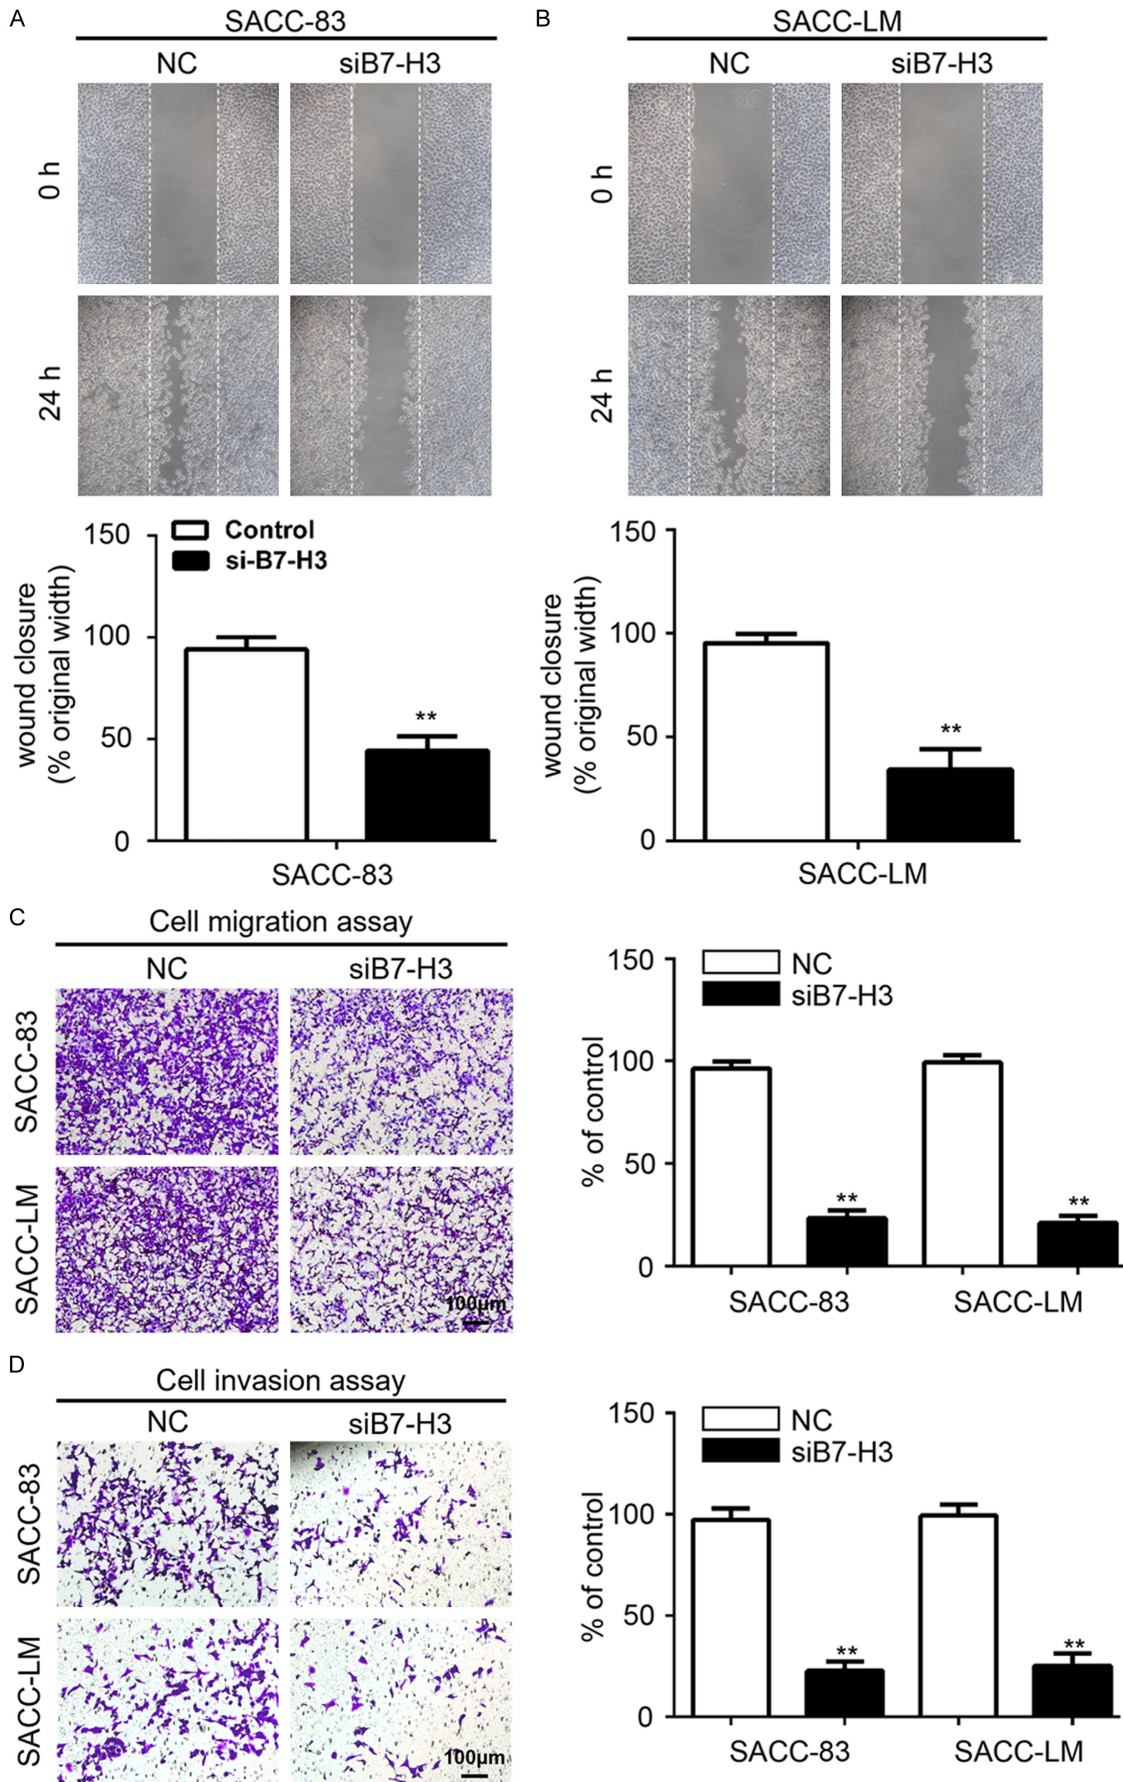 A
SACC-83
NC siB7-H3
0 h
24 h
150
100
50
0
wound closure
(% original width)
Control
si-B7-H3
**
SACC-83
B
SACC-LM
NC siB7-H3
0 h
24 h
150
100
50
0
wound closure
(% original width)
**
SACC-LM
C
Cell migration assay
NC siB7-H3
SACC-83
SACC-LM
100μm
150
100
50
0
% of control
NC
siB7-H3
**
**
SACC-83 SACC-LM
D
Cell invasion assay
NC siB7-H3
SACC-83
SACC-LM
100μm
150
100
50
0
% of control
NC
siB7-H3
**
**
SACC-83 SACC-LM